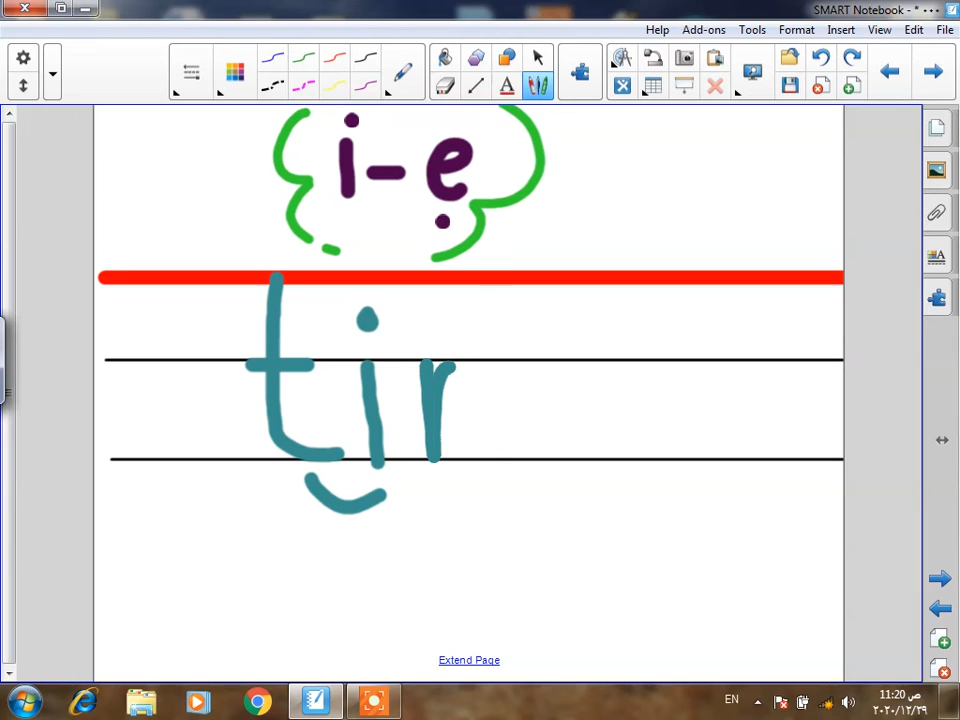 SMART Notebook - * •••
Help Add-ons Tools Format Insert View Edit File
i-e
tir
Extend Page
EN
11:20 ص
٢٠٢٠/١٢/٢٩